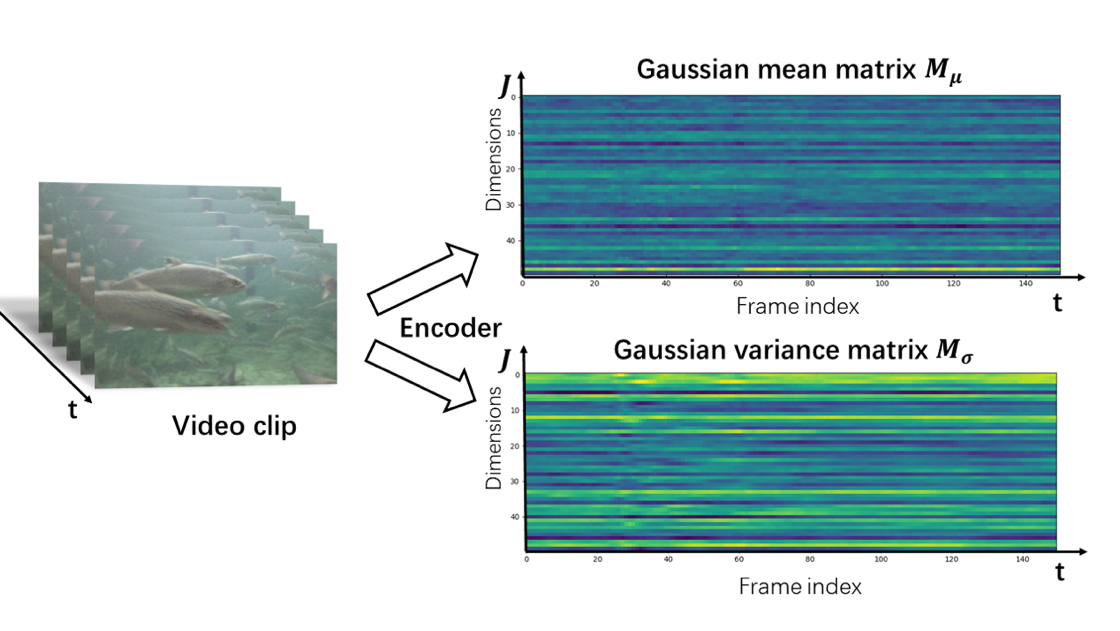 t
Video clip
Encoder
Gaussian mean matrix M_μ
J
Dimensions
0
10
20
30
40
0 20 40 60 80 100 120 140
Frame index
t
Gaussian variance matrix M_σ
J
Dimensions
0
10
20
30
40
0 20 40 60 80 100 120 140
Frame index
t